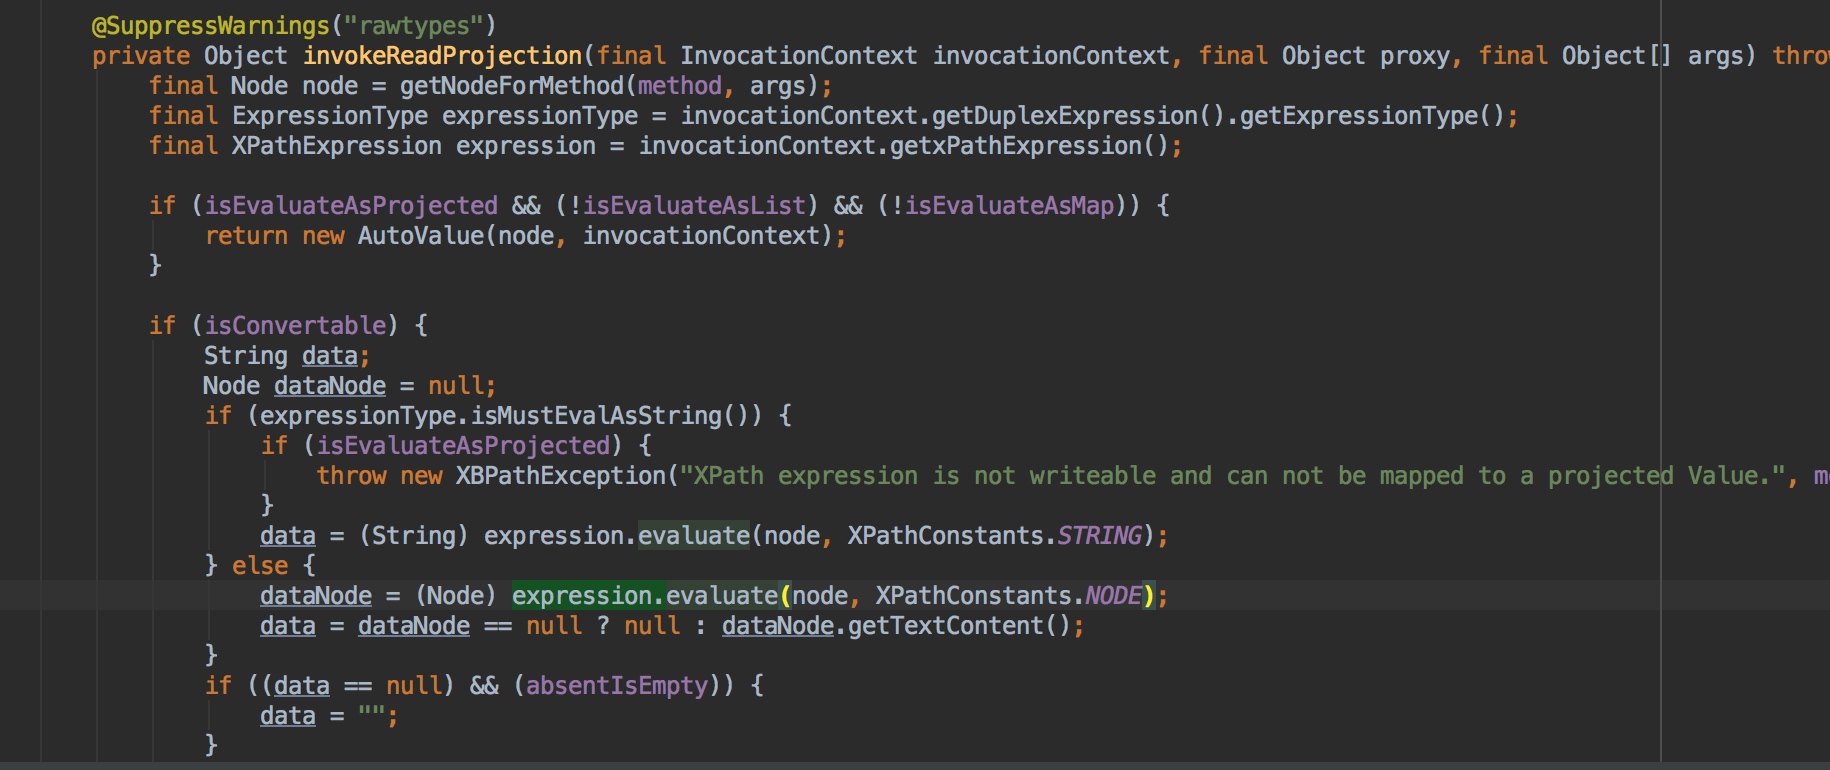 @SuppressWarnings("rawtypes")
private Object invokeReadProjection(final InvocationContext invocationContext, final Object proxy, final Object[] args) thro
final Node node = getNodeForMethod(method, args);
final ExpressionType expressionType = invocationContext.getDuplexExpression().getExpressionType();
final XPathExpression expression = invocationContext.getxPathExpression();
if (isEvaluateAsProjected && (!isEvaluateAsList) && (!isEvaluateAsMap)) {
return new AutoValue(node, invocationContext);
}
if (isConvertable) {
String data;
Node dataNode = null;
if (expressionType.isMustEvalAsString()) {
if (isEvaluateAsProjected) {
throw new XBPathException("XPath expression is not writeable and can not be mapped to a projected Value.", m
}
data = (String) expression.evaluate(node, XPathConstants.STRING);
} else {
dataNode = (Node) expression.evaluate(node, XPathConstants.NODE);
data = dataNode == null ? null : dataNode.getTextContent();
}
if ((data == null) && (absentIsEmpty)) {
data = "";
}